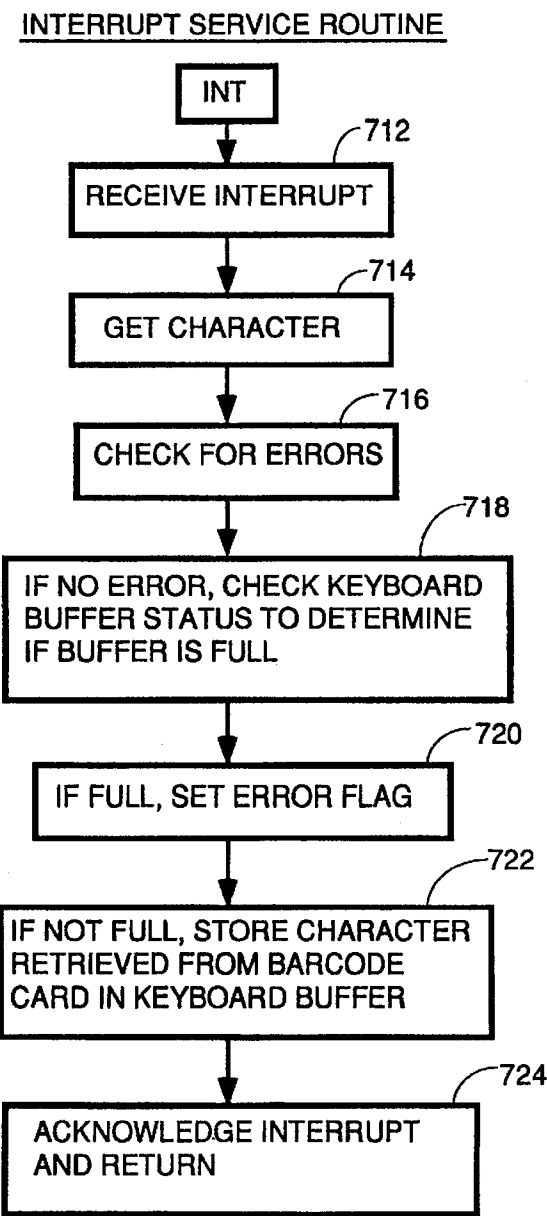 INTERRUPT SERVICE ROUTINE
INT
712
RECEIVE INTERRUPT
714
GET CHARACTER
716
CHECK FOR ERRORS
718
IF NO ERROR, CHECK KEYBOARD
BUFFER STATUS TO DETERMINE
IF BUFFER IS FULL
720
IF FULL, SET ERROR FLAG
722
IF NOT FULL, STORE CHARACTER
RETRIEVED FROM BARCODE
CARD IN KEYBOARD BUFFER
724
ACKNOWLEDGE INTERRUPT
AND RETURN